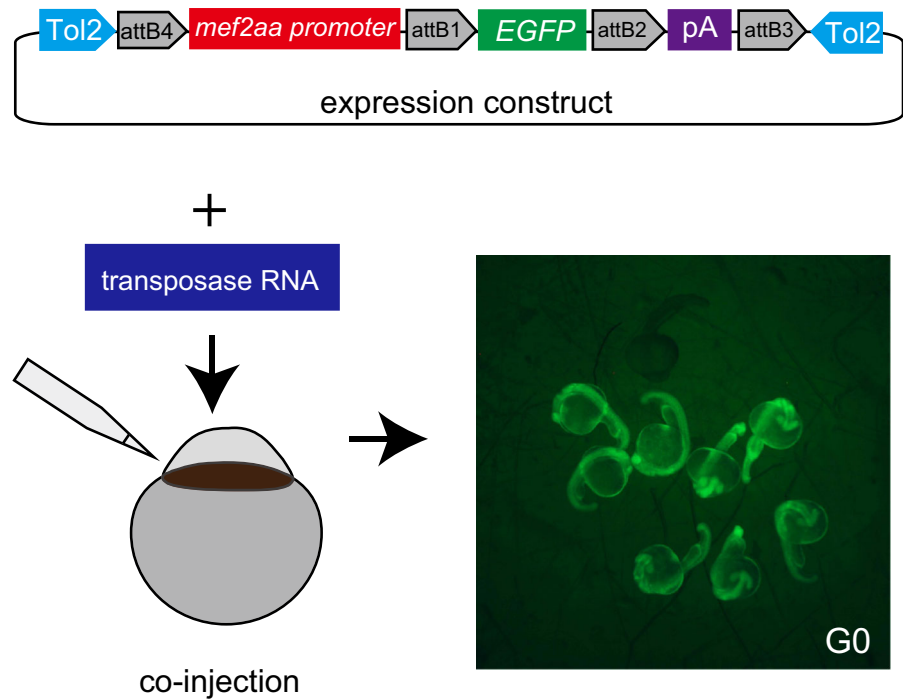 Tol2 attB4 mef2aa promoter attB1 EGFP attB2 pA attB3 Tol2
expression construct
+
transposase RNA
G0
co-injection